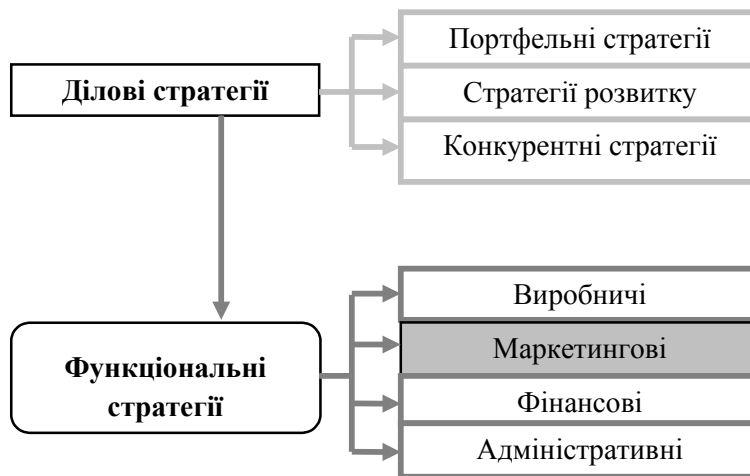 Портфельні стратегії
Ділові стратегії
Стратегії розвитку
Конкурентні стратегії
Виробничі
Маркетингові
Функціональні
стратегії
Фінансові
Адміністративні